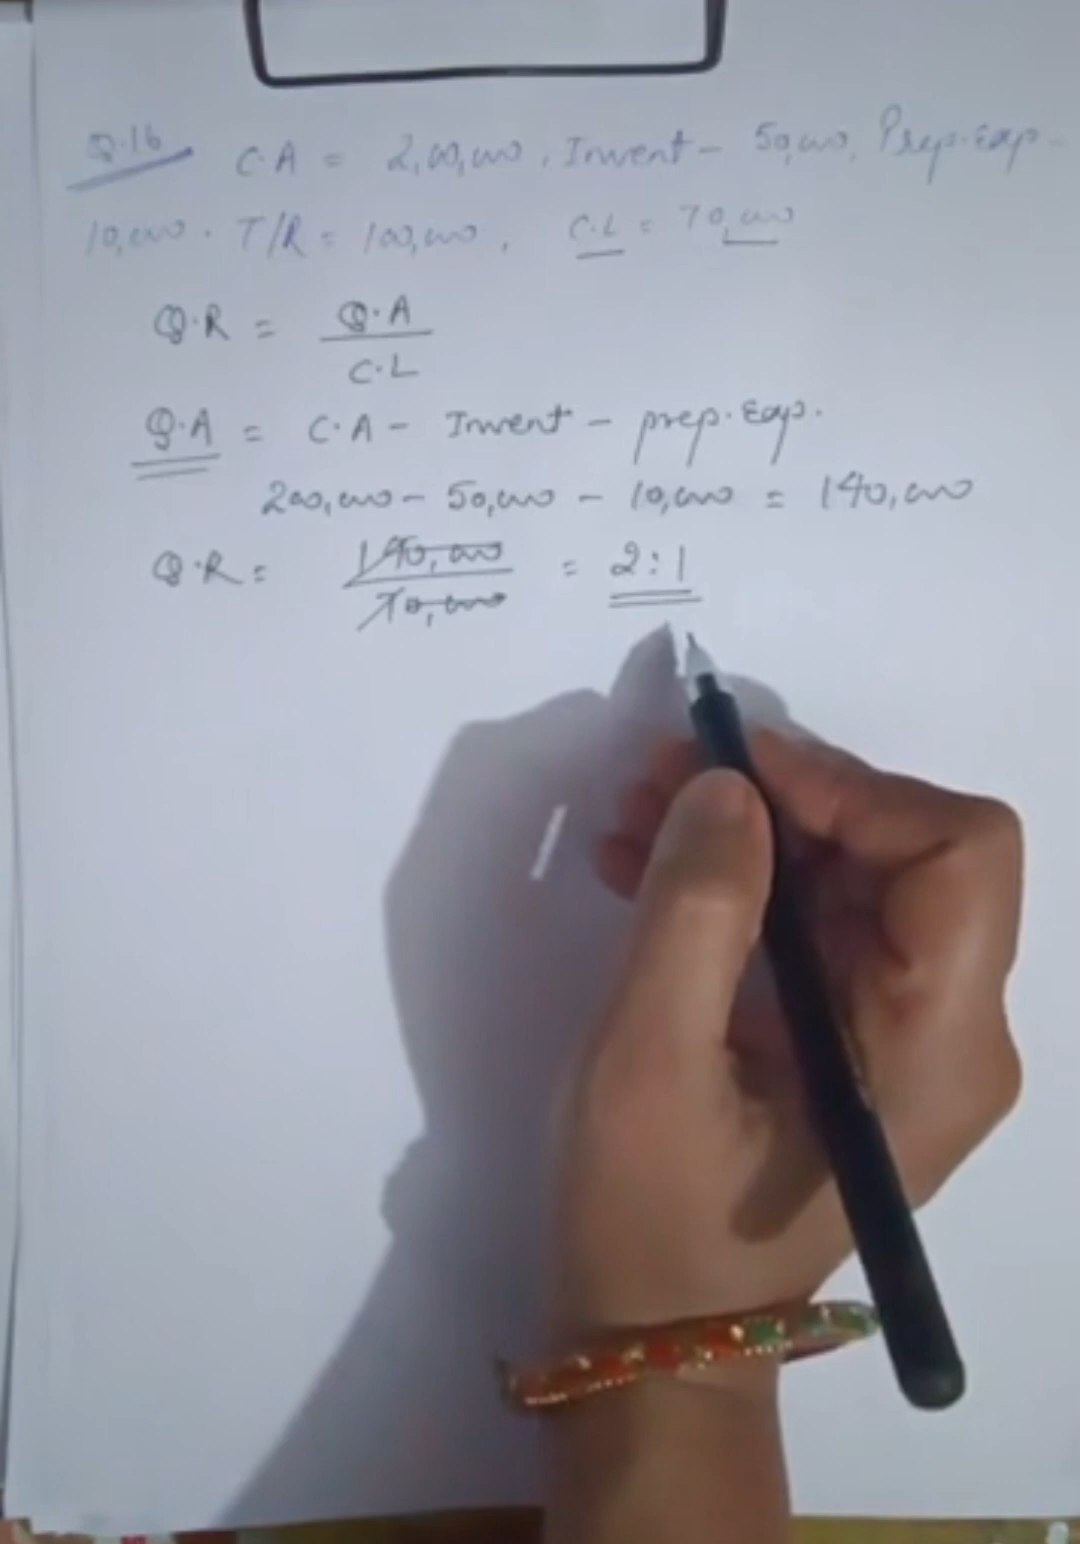 Q.16 C.A = 2,00,000, Invent - 50,000, Prep. Exp -
10,000. T/R = 100,000, C.L = 70,000
Q.R = Q.A / C.L
Q.A = C.A - Invent - prep. Exp.
200,000 - 50,000 - 10,000 = 140,000
Q.R = 140,000 / 70,000 = 2:1